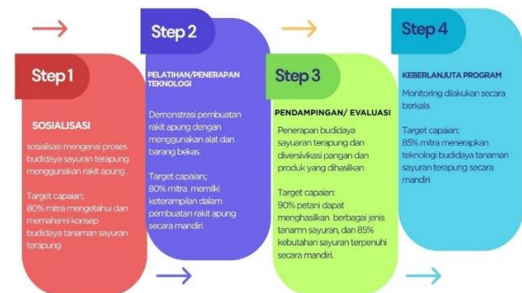 Step 1
SOSIALISASI
sosialisasi mengenai proses
budidaya sayuran terapung
menggunakan rakit apung
Target capaian;
80% mitra mengetahui dan
memahami konsep
budidaya tanaman sayuran
terapung
Step 2
PELATIHAN/PENERAPAN
TEKNOLOGI
Demonstrasi pembuatan
rakit apung dengan
menggunakan alat dan
barang bekas.
Target capaian;
80% mitra memilki
keterampilan dalam
pembuatan rakit apung
secara mandiri
Step 3
PENDAMPINGAN/ EVALUASI
Penerapan budidaya
sayuaran terapung dan
diversivikasi pangan dan
produk yang dihasilkan
Target capaian:
90% petani dapat
menghasilkan berbagai jenis
tanamn sayuran, dan 85%
kebutahan sayuran terpenuhi
secara mandiri.
Step 4
KEBERLANJUTA PROGRAM
Monitoring dilakukan secara
berkala.
Target capaian;
85% mitra menerapkan
teknologi budidaya tanaman
sayuran terapung secara
mandiri